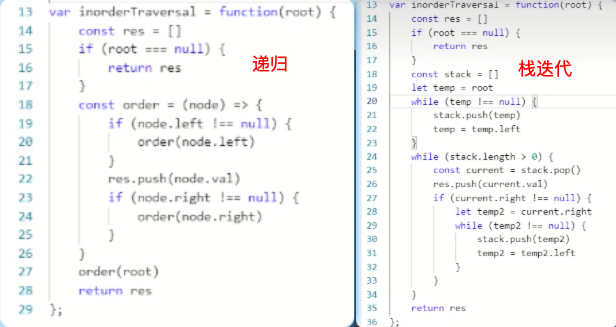 13 var inorderTraversal = function(root) {
14 const res = []
15 if (root === null) {
16 return res
17 }
18 const order = (node) => {
19 if (node.left !== null) {
20 order(node.left)
21 }
22 res.push(node.val)
23 if (node.right !== null) {
24 order(node.right)
25 }
26 }
27 order(root)
28 return res
29 };
递归
13 var inorderTraversal = function(root) {
14 const res = []
15 if (root === null) {
16 return res
17 }
18 const stack = []
19 let temp = root
20 while (temp !== null) {
21 stack.push(temp)
22 temp = temp.left
23 }
24 while (stack.length > 0) {
25 const current = stack.pop()
26 res.push(current.val)
27 if (current.right !== null) {
28 let temp2 = current.right
29 while (temp2 !== null) {
30 stack.push(temp2)
31 temp2 = temp2.left
32 }
33 }
34 }
35 return res
36 };
栈迭代